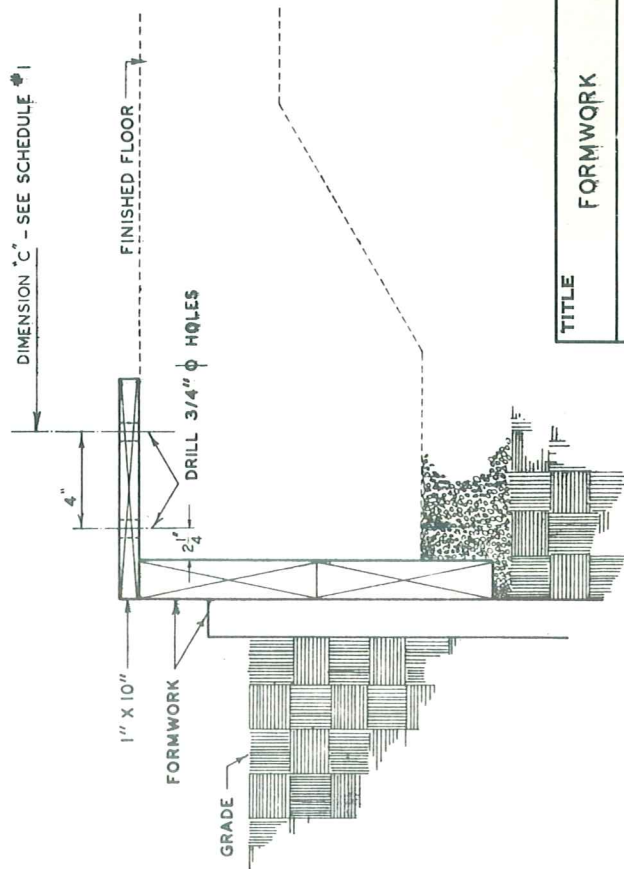 DIMENSION "C" - SEE SCHEDULE #1
4"
FINISHED FLOOR
DRILL 3/4" ϕ HOLES
2 1/4"
1" X 10"
FORMWORK
GRADE
TITLE
FORMWORK